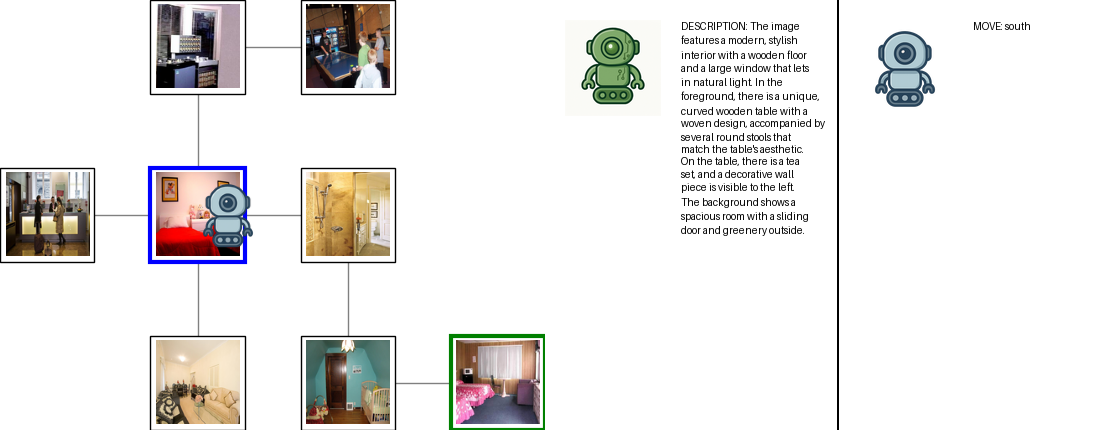 DESCRIPTION: The image
features a modern, stylish
interior with a wooden floor
and a large window that lets
in natural light. In the
foreground, there is a unique,
curved wooden table with a
woven design, accompanied by
several round stools that
match the table's aesthetic.
On the table, there is a tea
set, and a decorative wall
piece is visible to the left.
The background shows a
spacious room with a sliding
door and greenery outside.
MOVE: south